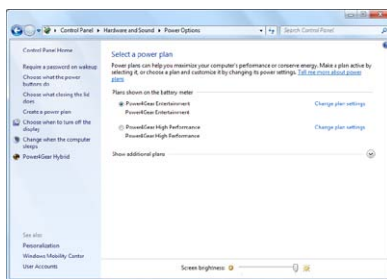 Control Panel ▸ Hardware and Sound ▸ Power Options
Search Control Panel
Control Panel Home
Require a password on wakeup
Choose what the power
buttons do
Choose what closing the lid
does
Create a power plan
Choose when to turn off the
display
Change when the computer
sleeps
Power4Gear Hybrid
Select a power plan
Power plans can help you maximize your computer's performance or conserve energy. Make a plan active by
selecting it, or choose a plan and customize it by changing its power settings. Tell me more about power
plans
Plans shown on the battery meter
Power4Gear Entertainment
Change plan settings
Power4Gear Entertainment
Power4Gear High Performance
Change plan settings
Power4Gear High Performance
Show additional plans
See also
Personalization
Windows Mobility Center
User Accounts
Screen brightness: